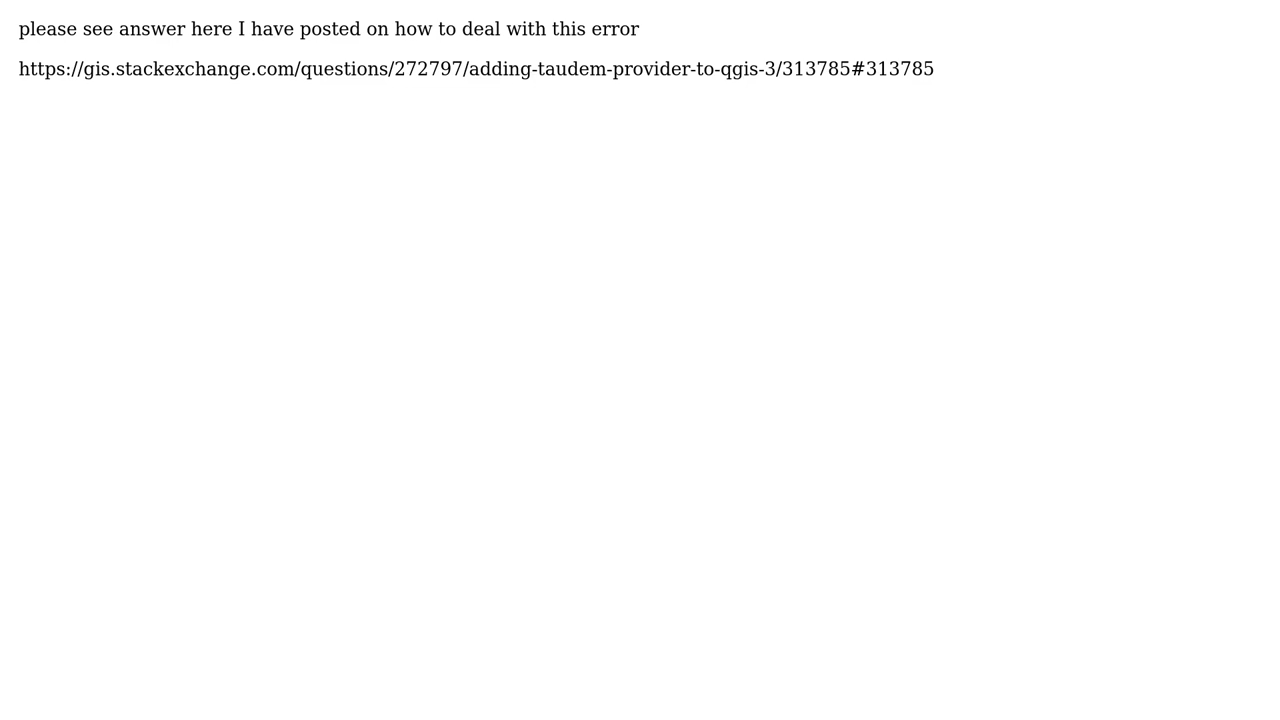 please see answer here I have posted on how to deal with this error
https://gis.stackexchange.com/questions/272797/adding-taudem-provider-to-qgis-3/313785#313785